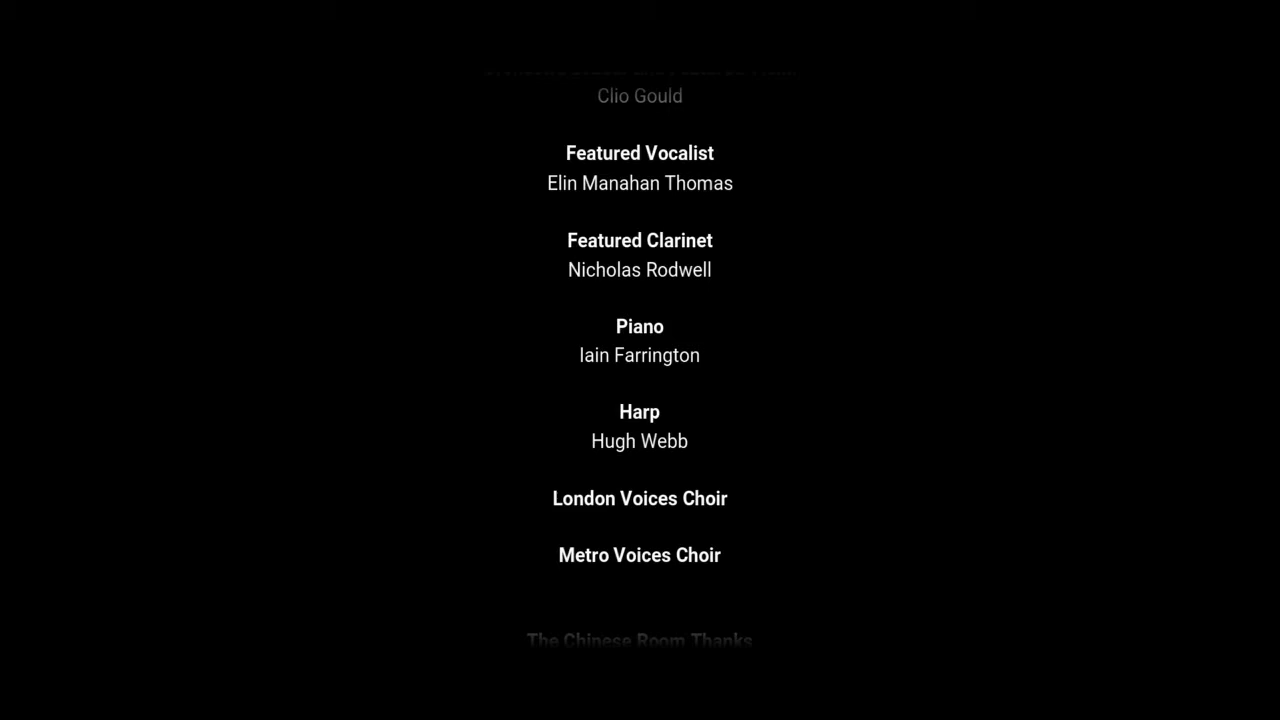 Clio Gould
Featured Vocalist
Elin Manahan Thomas
Featured Clarinet
Nicholas Rodwell
Piano
Iain Farrington
Harp
Hugh Webb
London Voices Choir
Metro Voices Choir
The Chinese Room Thanks